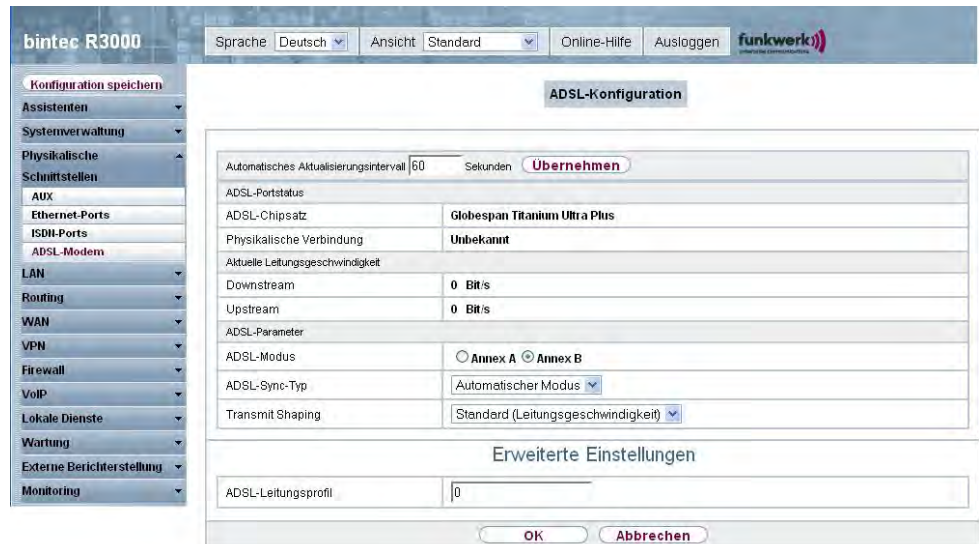 bintec R3000
Sprache Deutsch Ansicht Standard Online-Hilfe Ausloggen funkwerk
Konfiguration speichern
Assistenten
Systemverwaltung
Physikalische
Schnittstellen
AUX
Ethernet-Ports
ISDN-Ports
ADSL-Modem
LAN
Routing
WAN
VPN
Firewall
VoIP
Lokale Dienste
Wartung
Externe Berichterstellung
Monitoring
ADSL-Konfiguration
Automatisches Aktualisierungsintervall 60 Sekunden Übernehmen
ADSL-Portstatus
ADSL-Chipsatz Globespan Titanium Ultra Plus
Physikalische Verbindung Unbekannt
Aktuelle Leitungsgeschwindigkeit
Downstream 0 Bit/s
Upstream 0 Bit/s
ADSL-Parameter
ADSL-Modus Annex A Annex B
ADSL-Sync-Typ Automatischer Modus
Transmit Shaping Standard (Leitungsgeschwindigkeit)
Erweiterte Einstellungen
ADSL-Leitungsprofil 0
OK Abbrechen